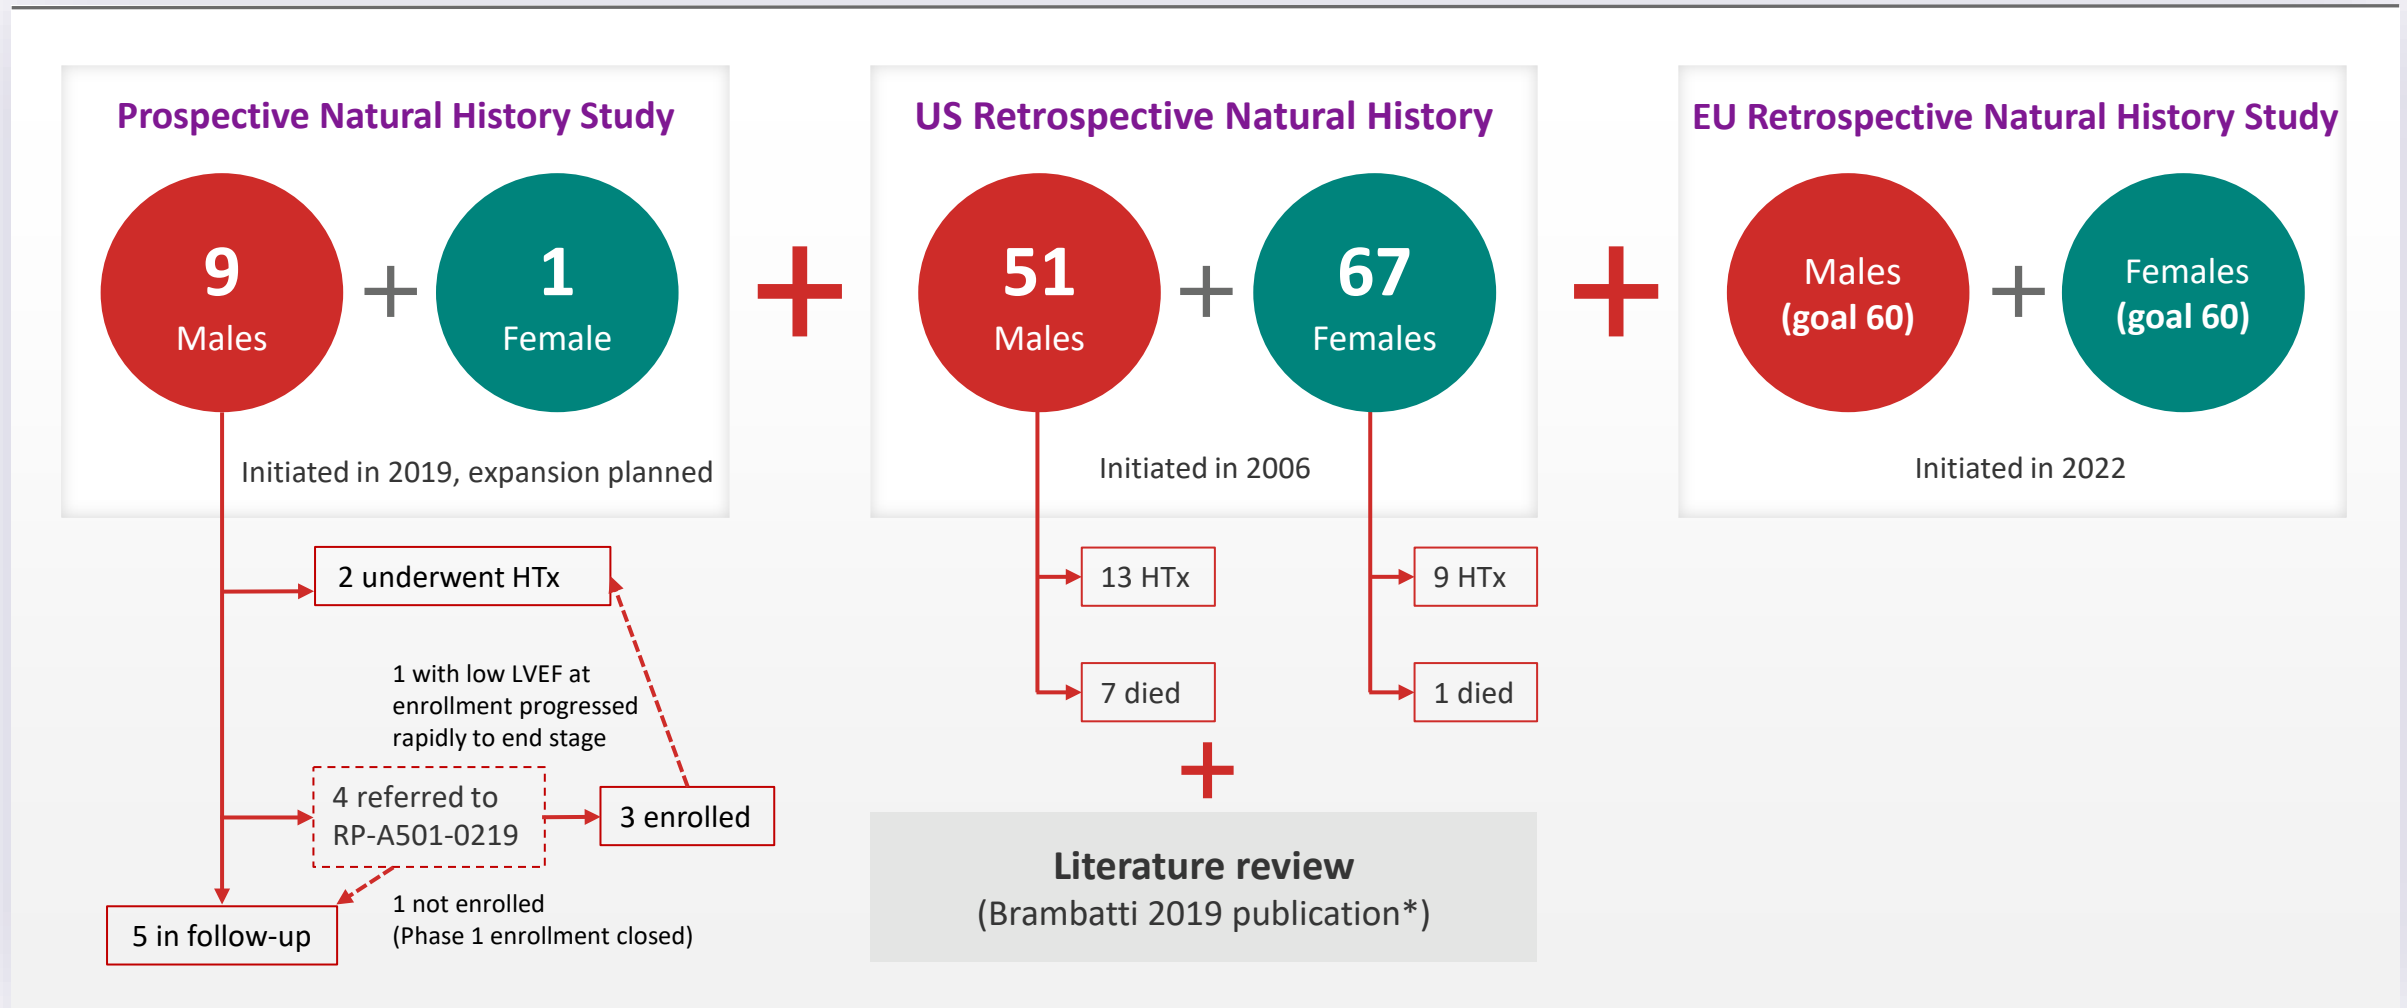 Prospective Natural History Study
9
Males
1
Female
Initiated in 2019, expansion planned
2 underwent HTx
1 with low LVEF at
enrollment progressed
rapidly to end stage
4 referred to
RP-A501-0219
3 enrolled
1 not enrolled
(Phase 1 enrollment closed)
5 in follow-up
US Retrospective Natural History
51
Males
67
Females
Initiated in 2006
13 HTx
7 died
9 HTx
1 died
Literature review
(Brambatti 2019 publication*)
EU Retrospective Natural History Study
Males
(goal 60)
Females
(goal 60)
Initiated in 2022